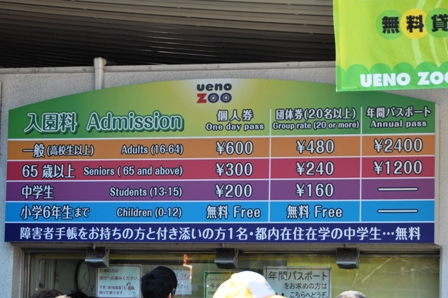 無料貸
UENO ZOO
ueno
ZOO
入園料 Admission
個人券
One day pass
団体券(20名以上)
Group rate (20 or more)
年間パスポート
Annual pass
一般(高校生以上) Adults (16-64) ¥600 ¥480 ¥2400
65歳以上 Seniors (65 and above) ¥300 ¥240 ¥1200
中学生 Students (13-15) ¥200 ¥160 ——
小学6年生まで Children (0-12) 無料 Free 無料 Free ——
障害者手帳をお持ちの方と付き添いの方1名・都内在住在学の中学生…無料
年間パスポート
をお求めの方は
こちらへどうぞ